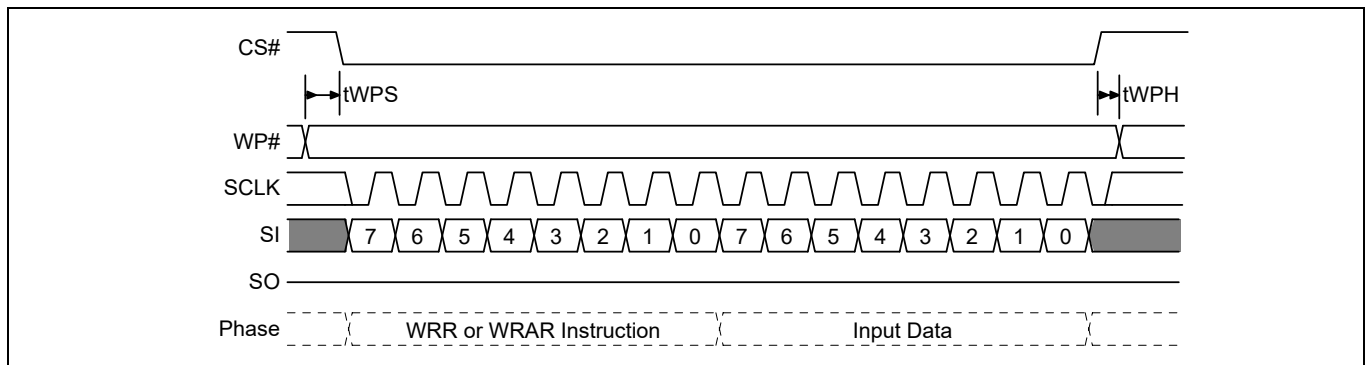 CS#
tWPS
tWPH
WP#
SCLK
SI
7 6 5 4 3 2 1 0 7 6 5 4 3 2 1 0
SO
Phase
WRR or WRAR Instruction
Input Data